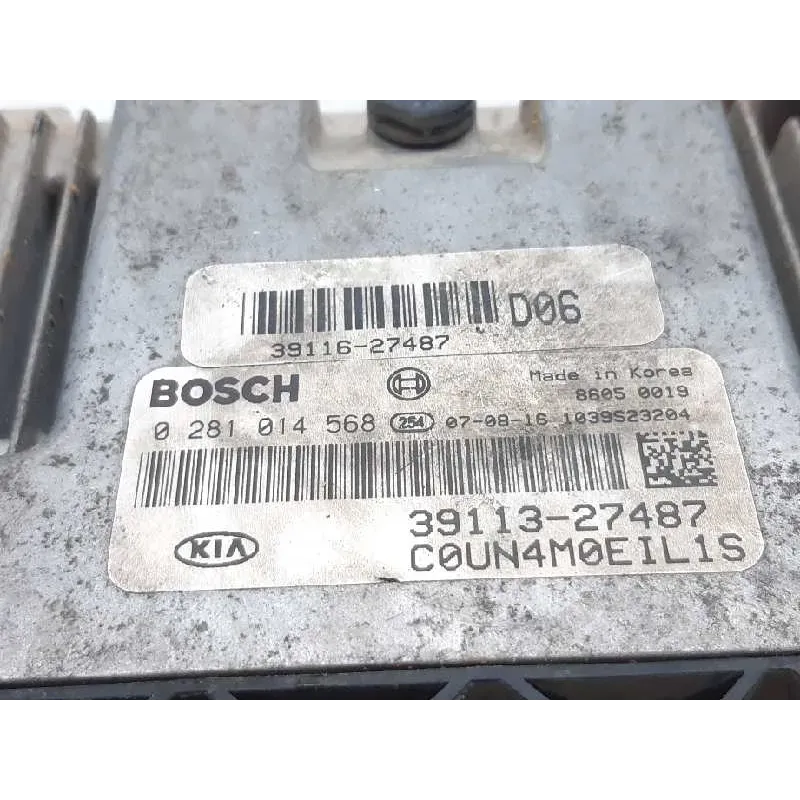 D06
39116-27487
BOSCH
Made in Korea
8605 0019
0 281 014 568 254 07-08-16 1039S23204
39113-27487
KIA
C0UN4M0EIL1S